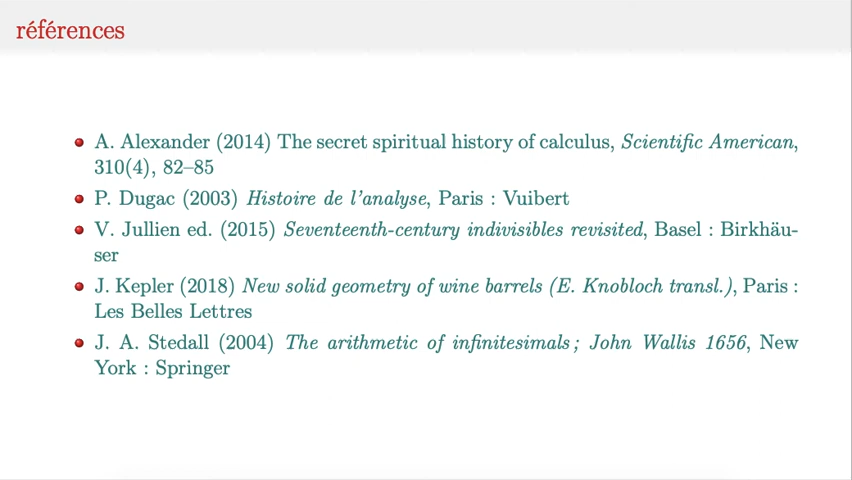 références
A. Alexander (2014) The secret spiritual history of calculus, Scientific American,
310(4), 82–85
P. Dugac (2003) Histoire de l'analyse, Paris : Vuibert
V. Jullien ed. (2015) Seventeenth-century indivisibles revisited, Basel : Birkhäu-
ser
J. Kepler (2018) New solid geometry of wine barrels (E. Knobloch transl.), Paris :
Les Belles Lettres
J. A. Stedall (2004) The arithmetic of infinitesimals ; John Wallis 1656, New
York : Springer